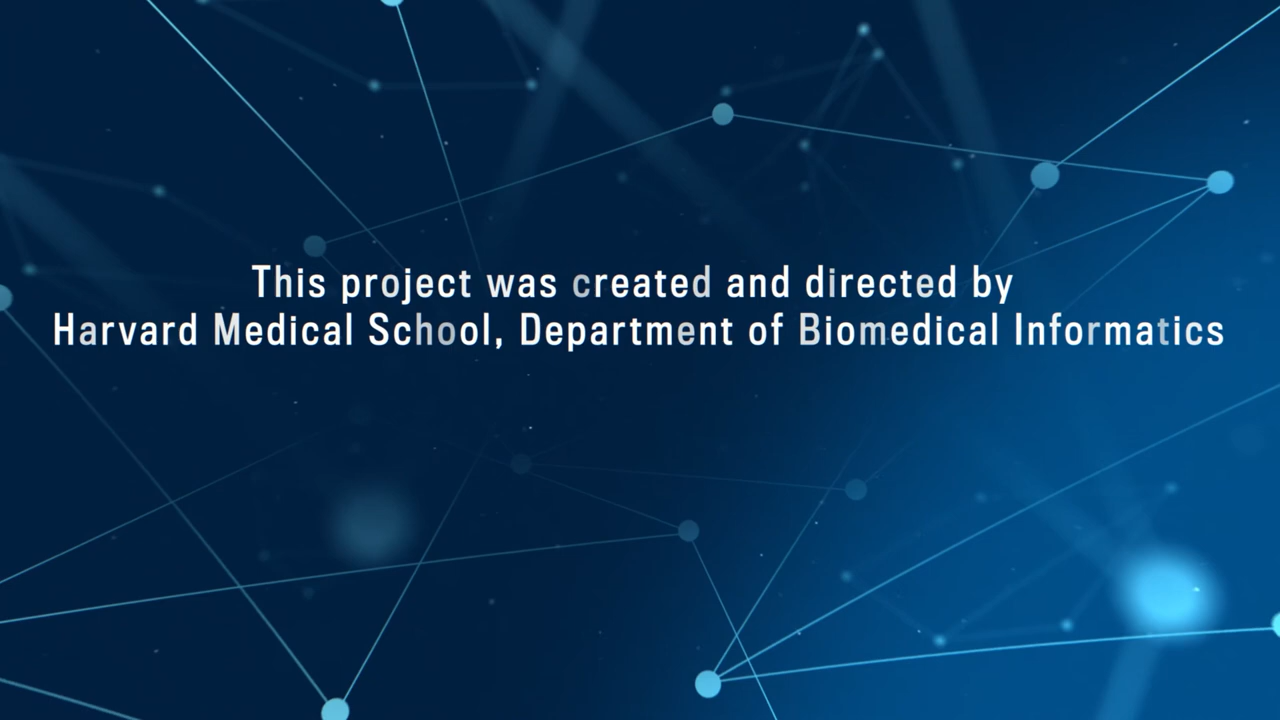 This project was created and directed by
Harvard Medical School, Department of Biomedical Informatics